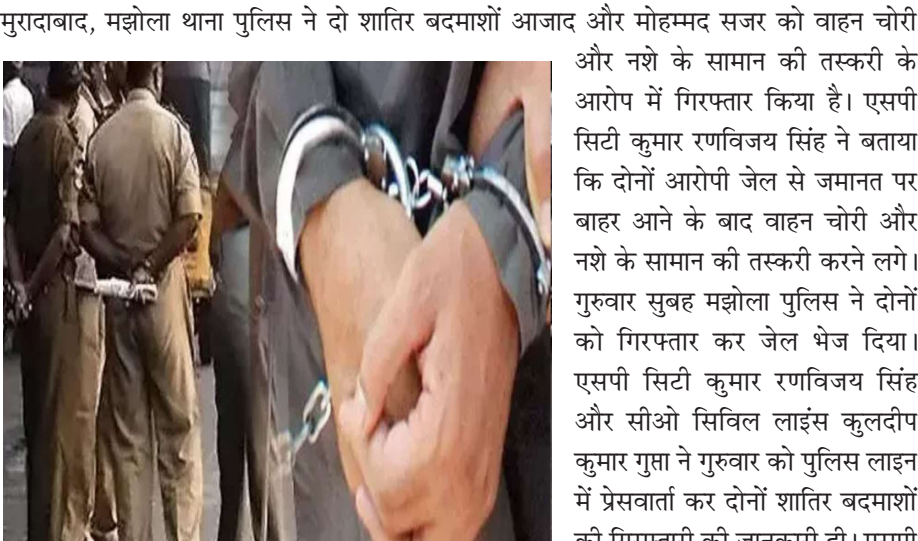 मुरादाबाद, मझोला थाना पुलिस ने दो शातिर बदमाशों आजाद और मोहम्मद सजर को वाहन चोरी
और नशे के सामान की तस्करी के
आरोप में गिरफ्तार किया है। एसपी
सिटी कुमार रणविजय सिंह ने बताया
कि दोनों आरोपी जेल से जमानत पर
बाहर आने के बाद वाहन चोरी और
नशे के सामान की तस्करी करने लगे।
गुरुवार सुबह मझोला पुलिस ने दोनों
को गिरफ्तार कर जेल भेज दिया।
एसपी सिटी कुमार रणविजय सिंह
और सीओ सिविल लाइंस कुलदीप
कुमार गुप्ता ने गुरुवार को पुलिस लाइन
में प्रेसवार्ता कर दोनों शातिर बदमाशों